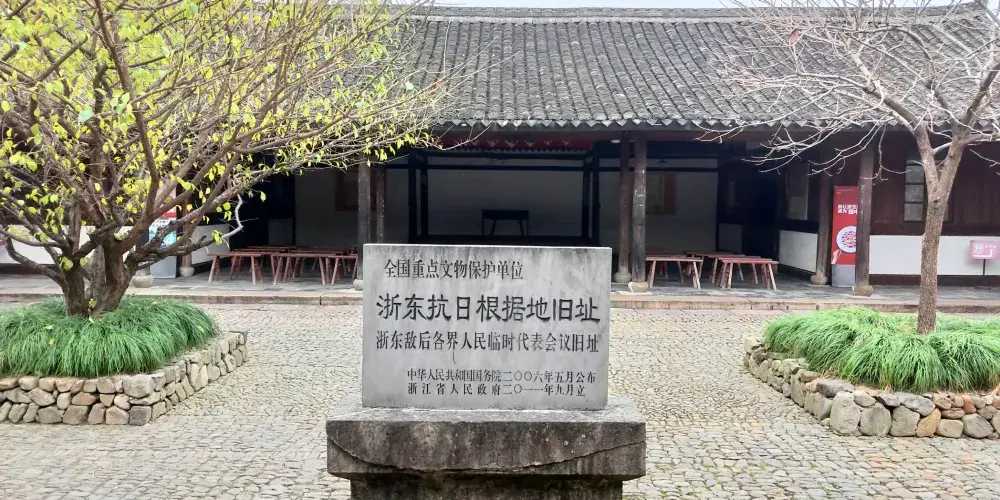 全国重点文物保护单位
浙东抗日根据地旧址
浙东敌后各界人民临时代表会议旧址
中华人民共和国国务院二〇〇六年五月公布
浙江省人民政府二〇一一年九月立